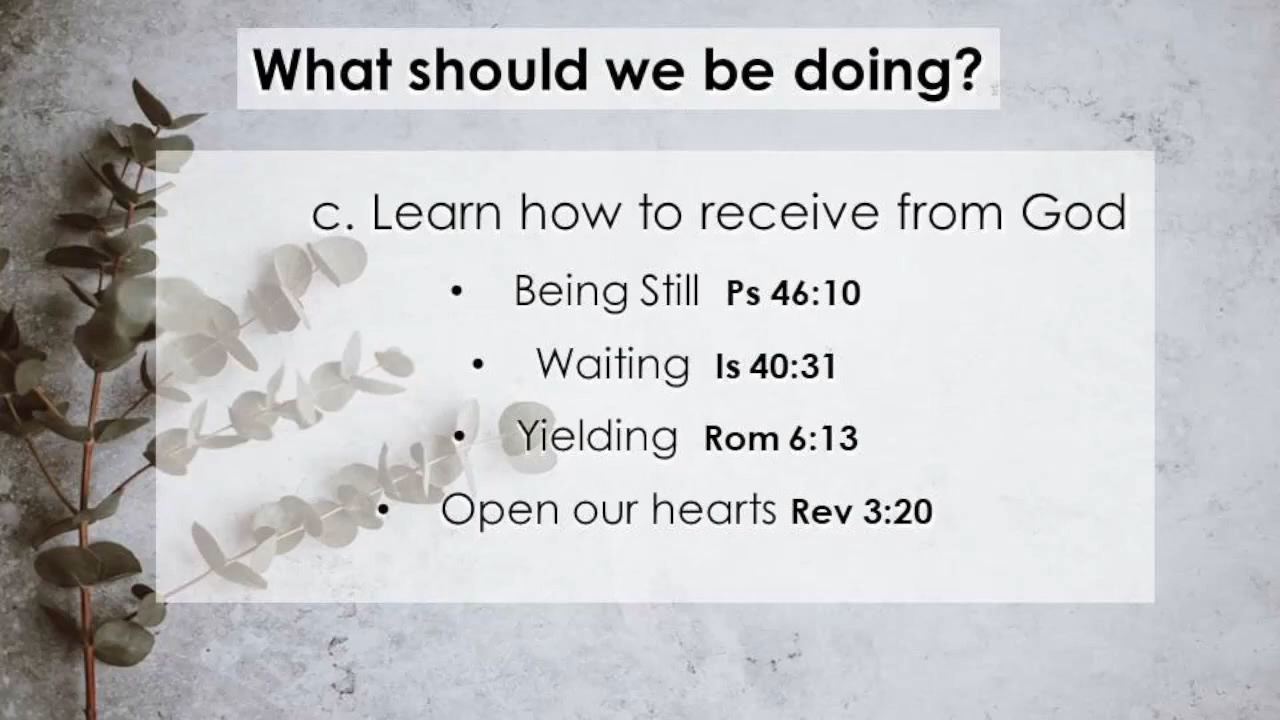 What should we be doing?
c. Learn how to receive from God
• Being Still Ps 46:10
• Waiting Is 40:31
• Yielding Rom 6:13
• Open our hearts Rev 3:20